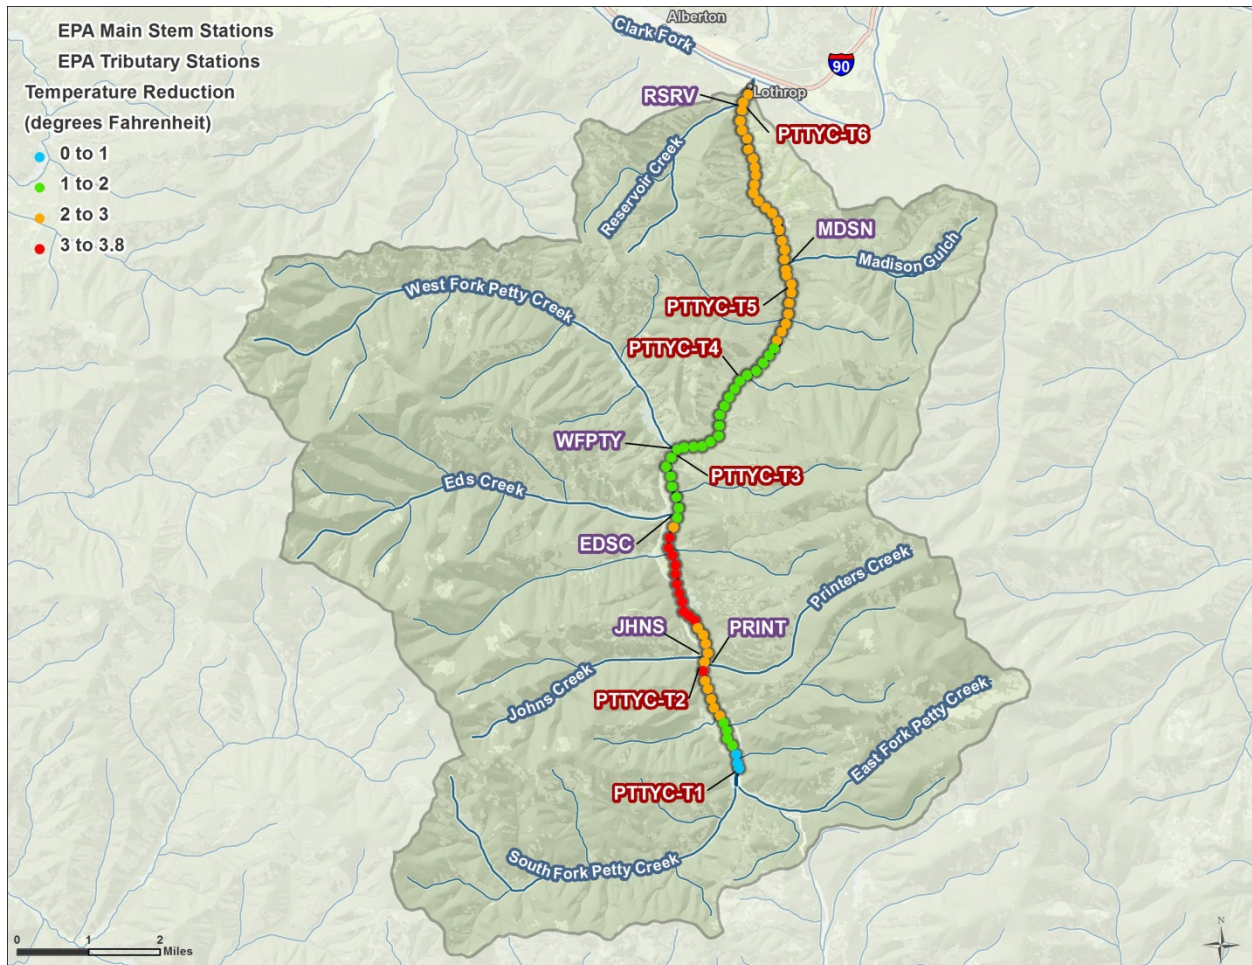 EPA Main Stem Stations
EPA Tributary Stations
Temperature Reduction
(degrees Fahrenheit)
0 to 1
1 to 2
2 to 3
3 to 3.8
Alberton
Clark Fork
90
Lothrop
RSRV
PTTYC-T6
Reservoir Creek
MDSN
Madison Gulch
West Fork Petty Creek
PTTYC-T5
PTTYC-T4
WFPTY
PTTYC-T3
Eds Creek
EDSC
Printers Creek
JHNS
PRINT
Johns Creek
PTTYC-T2
East Fork Petty Creek
PTTYC-T1
South Fork Petty Creek
0 1 2
Miles
N